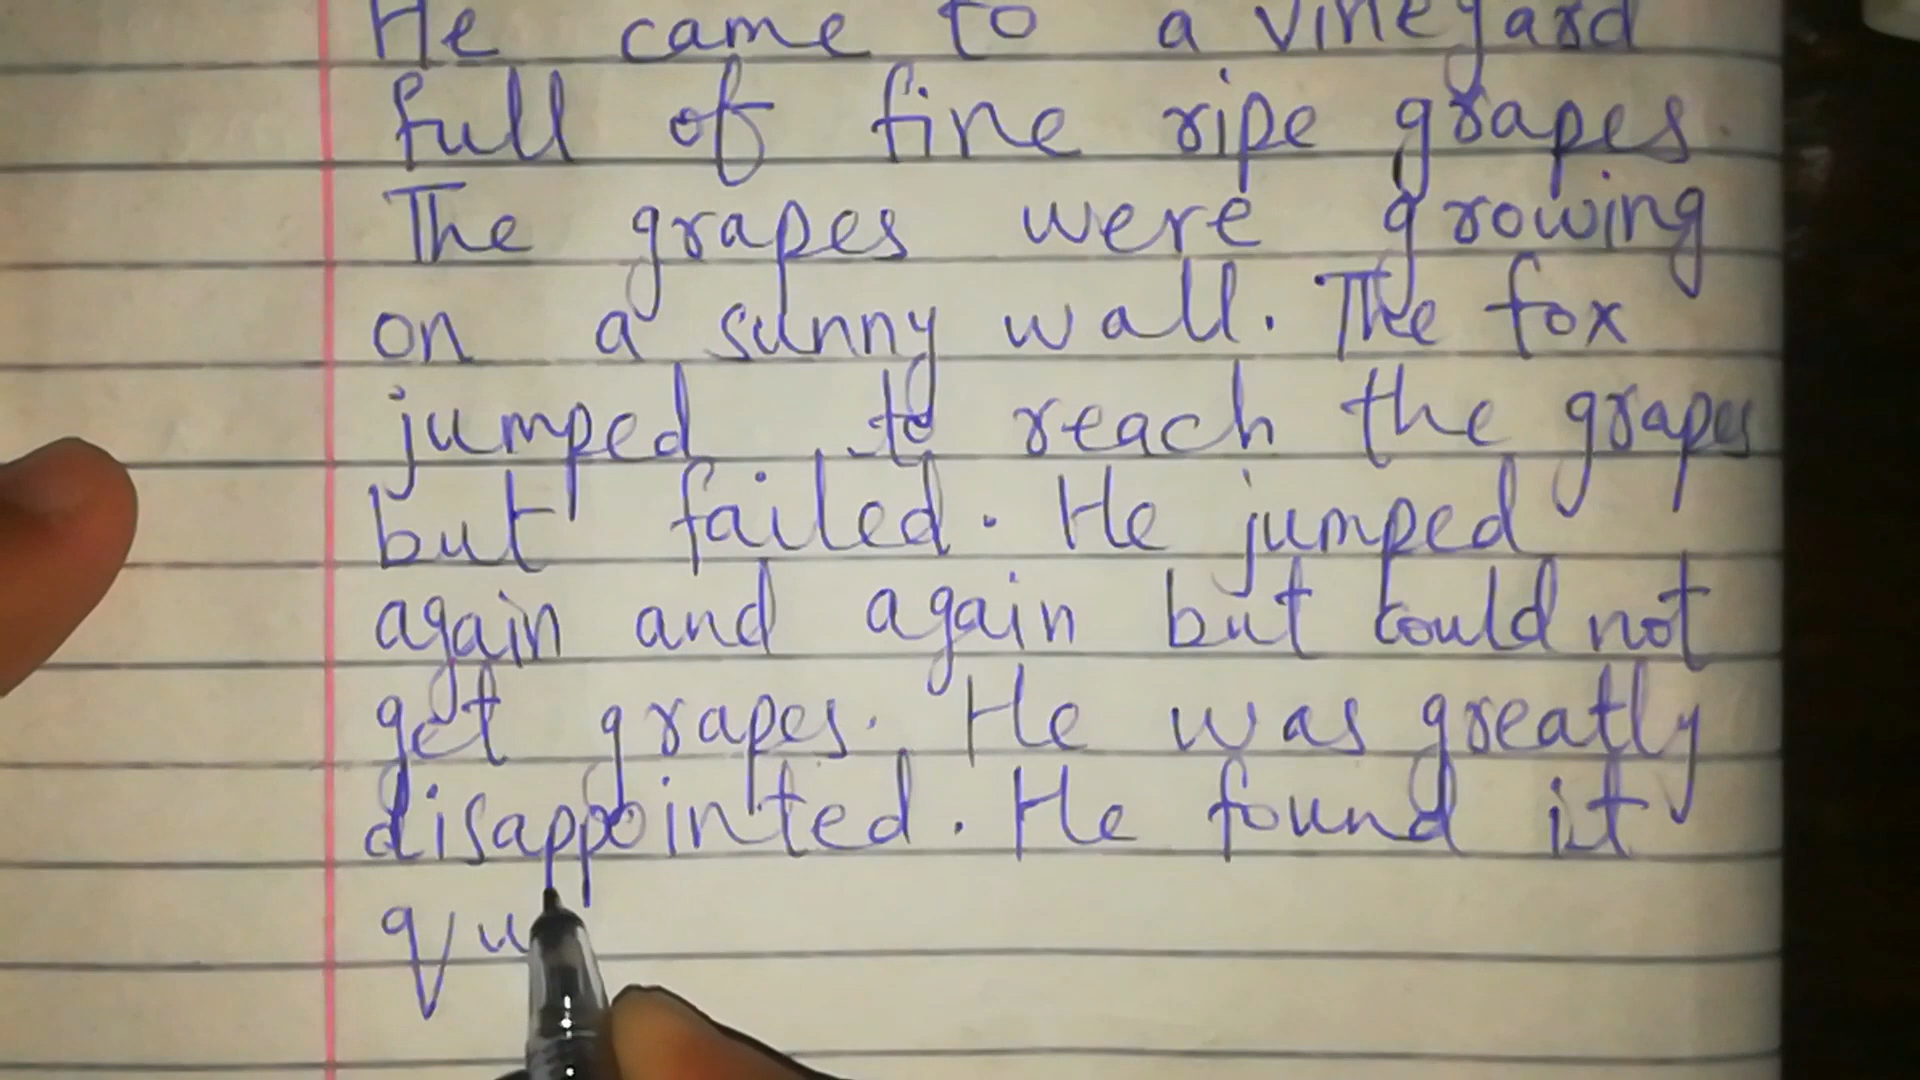 He came to a vineyard
full of fine ripe grapes.
The grapes were growing
on a sunny wall. The fox
jumped to reach the grapes
but failed. He jumped
again and again but could not
get grapes. He was greatly
disappointed. He found it
qu